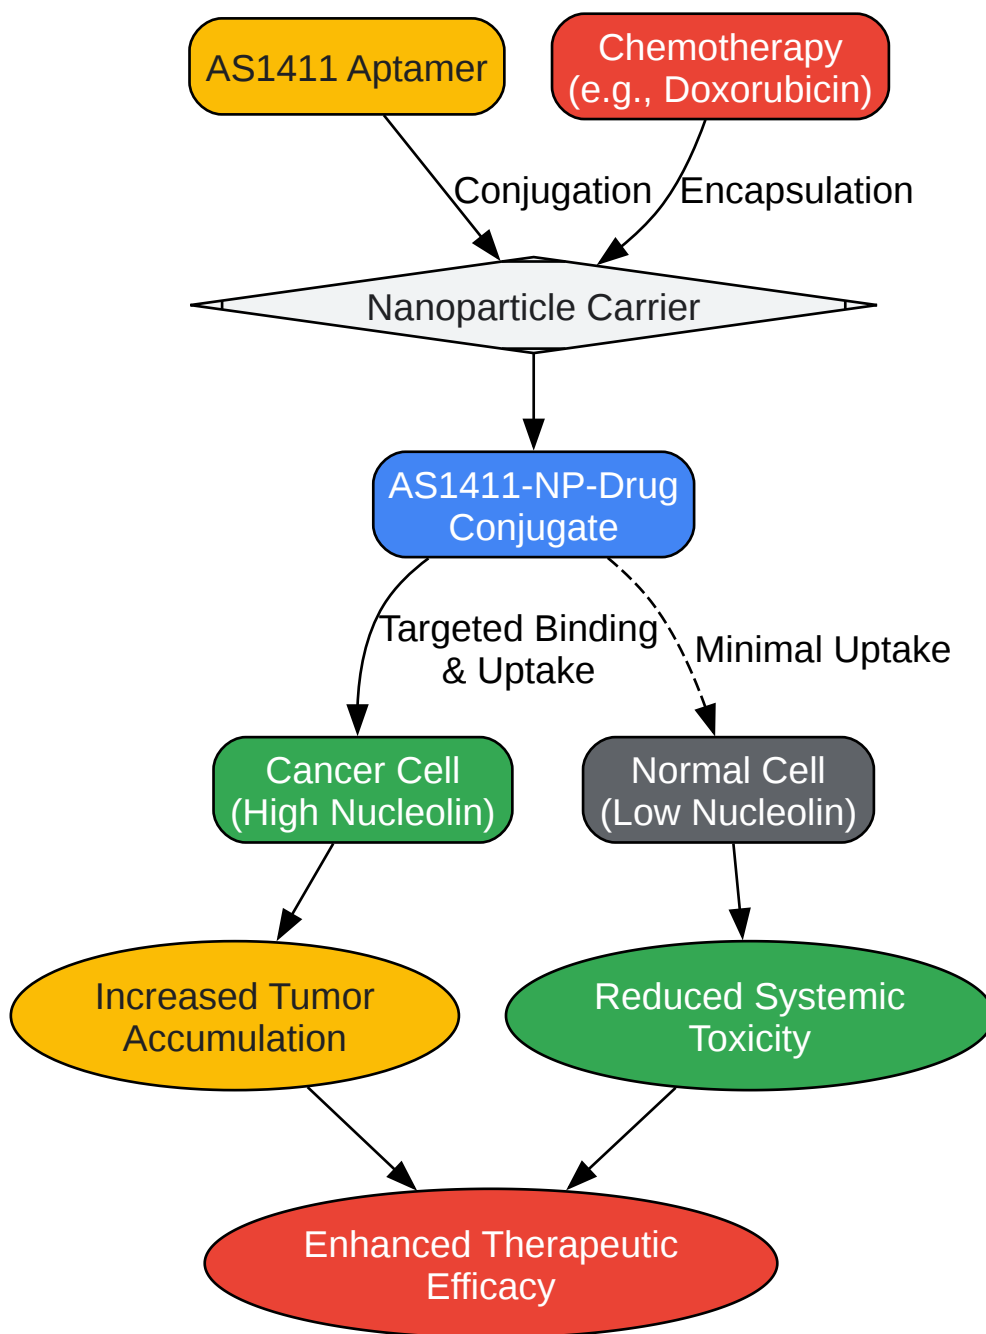 AS1411 Aptamer
Chemotherapy
(e.g., Doxorubicin)
Conjugation
Encapsulation
Nanoparticle Carrier
AS1411-NP-Drug
Conjugate
Targeted Binding
& Uptake
Minimal Uptake
Cancer Cell
(High Nucleolin)
Normal Cell
(Low Nucleolin)
Increased Tumor
Accumulation
Reduced Systemic
Toxicity
Enhanced Therapeutic
Efficacy